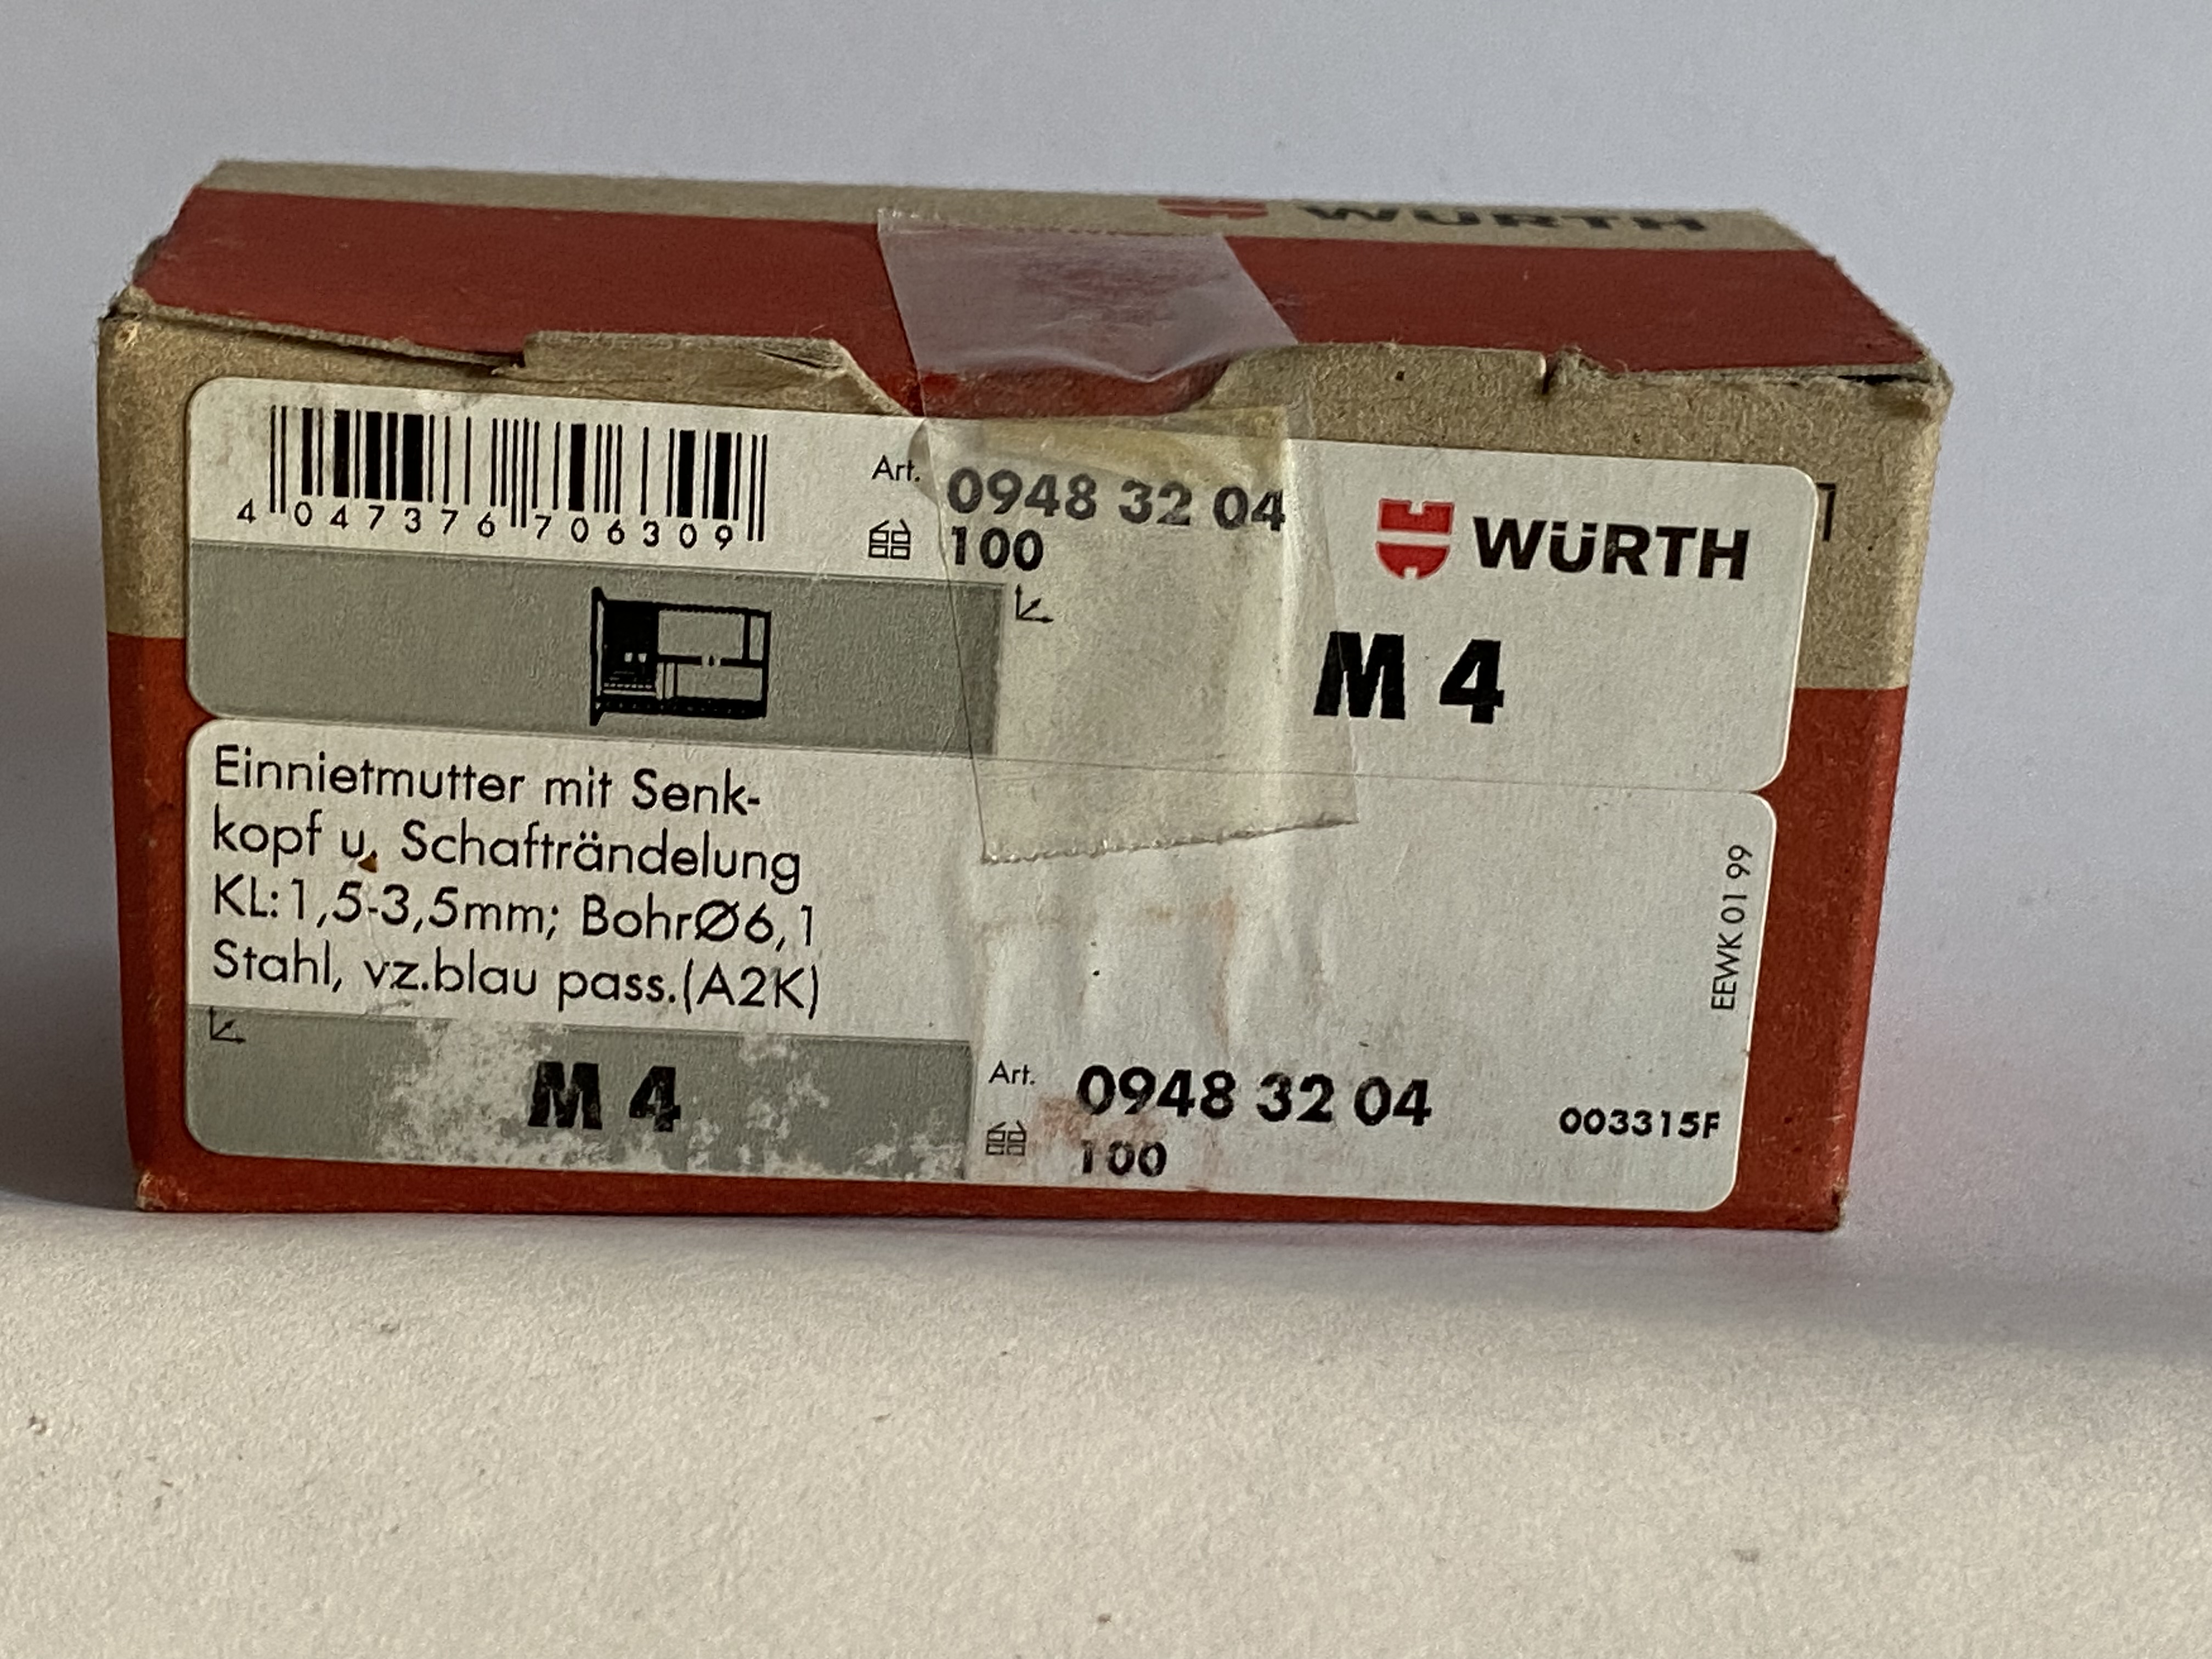 WÜRTH
4 047376 706309
Art. 0948 32 04
100
WÜRTH
M 4
Einnietmutter mit Senk-
kopf u. Schafträndelung
KL:1,5-3,5mm; BohrØ6,1
Stahl, vz.blau pass.(A2K)
EEWK 01 99
M 4
Art. 0948 32 04
100
003315F